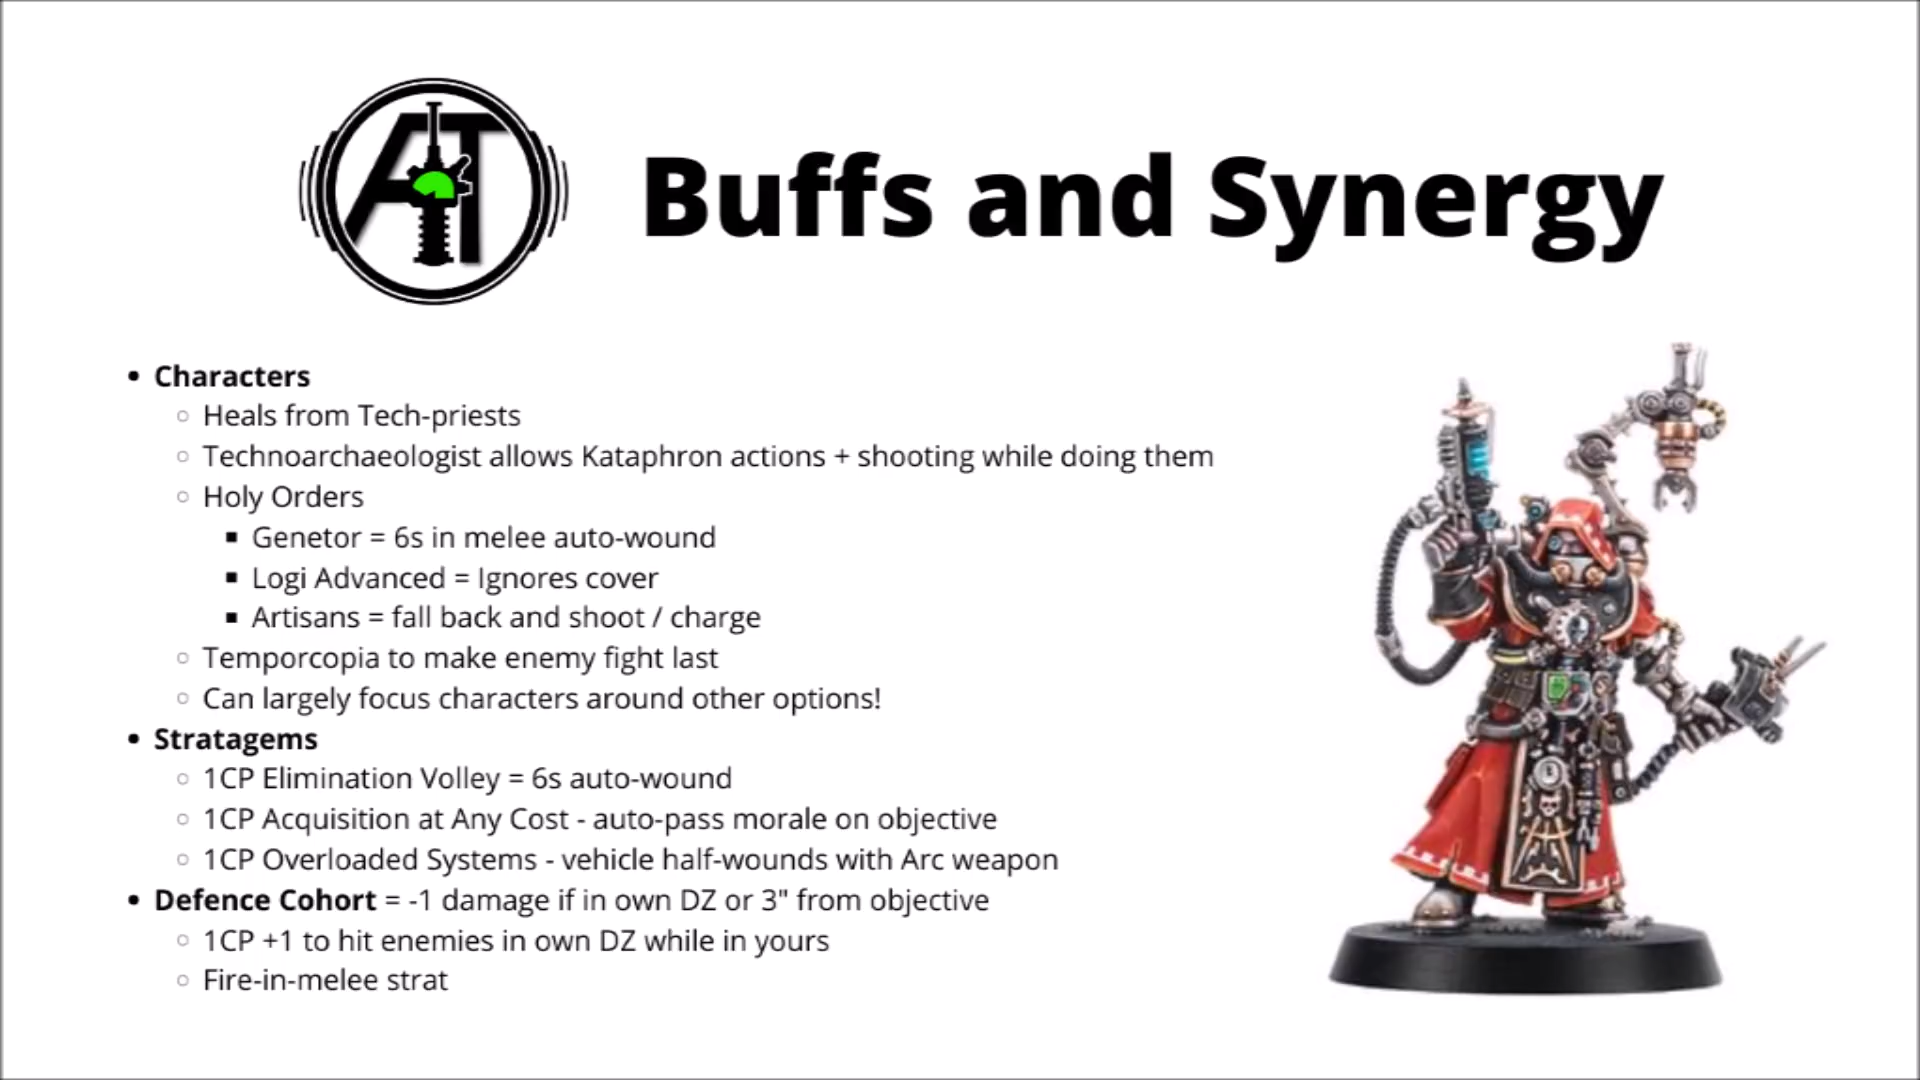 AT
Buffs and Synergy
• Characters
○ Heals from Tech-priests
○ Technoarchaeologist allows Kataphron actions + shooting while doing them
○ Holy Orders
▪ Genetor = 6s in melee auto-wound
▪ Logi Advanced = Ignores cover
▪ Artisans = fall back and shoot / charge
○ Temporcopia to make enemy fight last
○ Can largely focus characters around other options!
• Stratagems
○ 1CP Elimination Volley = 6s auto-wound
○ 1CP Acquisition at Any Cost - auto-pass morale on objective
○ 1CP Overloaded Systems - vehicle half-wounds with Arc weapon
• Defence Cohort = -1 damage if in own DZ or 3" from objective
○ 1CP +1 to hit enemies in own DZ while in yours
○ Fire-in-melee strat